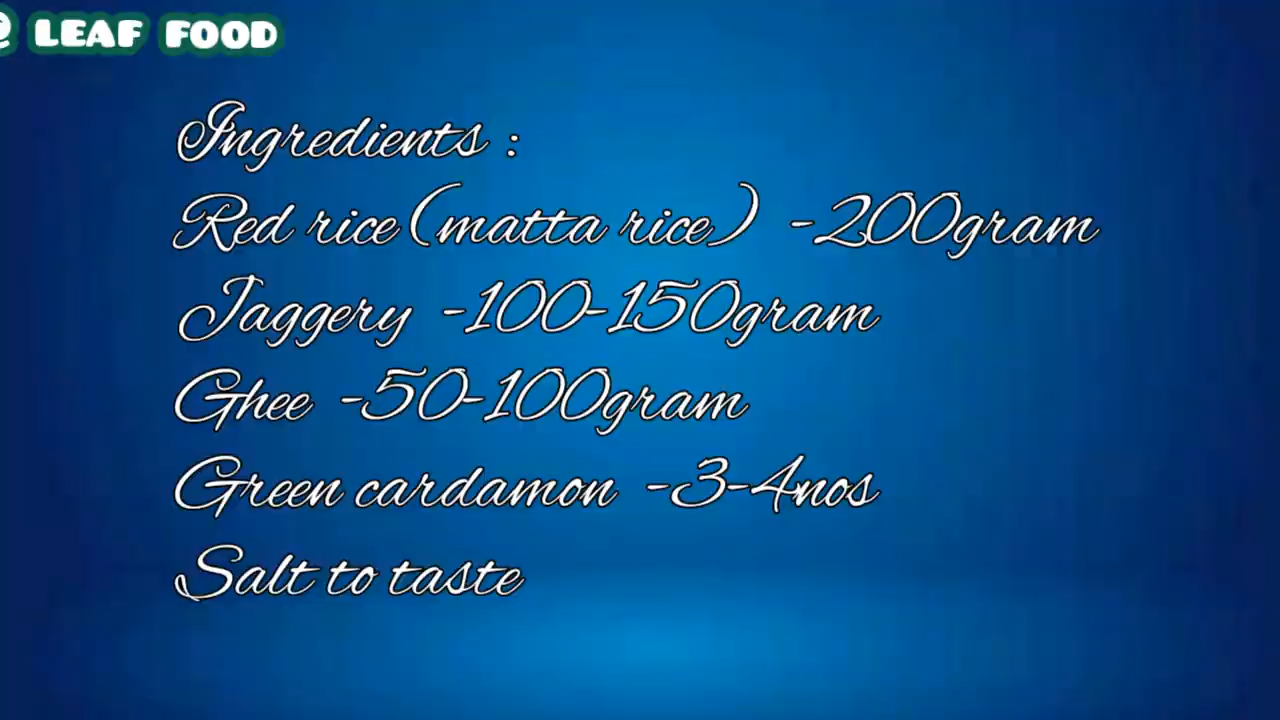 @ LEAF FOOD
Ingredients :
Red rice(matta rice) -200gram
Jaggery -100-150gram
Ghee -50-100gram
Green cardamon -3-4nos
Salt to taste